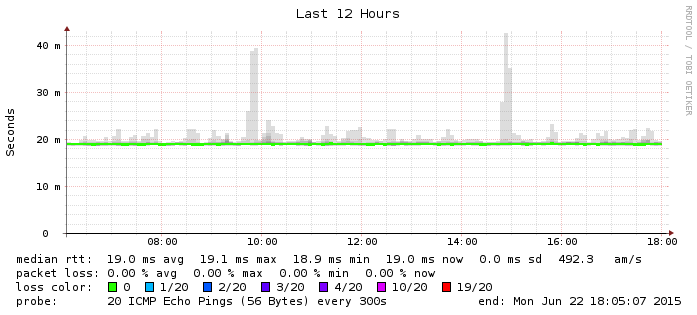 Last 12 Hours
RRDTOOL / TOBI OETIKER
Seconds
40 m
30 m
20 m
10 m
0
08:00 10:00 12:00 14:00 16:00 18:00
median rtt: 19.0 ms avg 19.1 ms max 18.9 ms min 19.0 ms now 0.0 ms sd 492.3 am/s
packet loss: 0.00 % avg 0.00 % max 0.00 % min 0.00 % now
loss color: 0 1/20 2/20 3/20 4/20 10/20 19/20
probe: 20 ICMP Echo Pings (56 Bytes) every 300s end: Mon Jun 22 18:05:07 2015